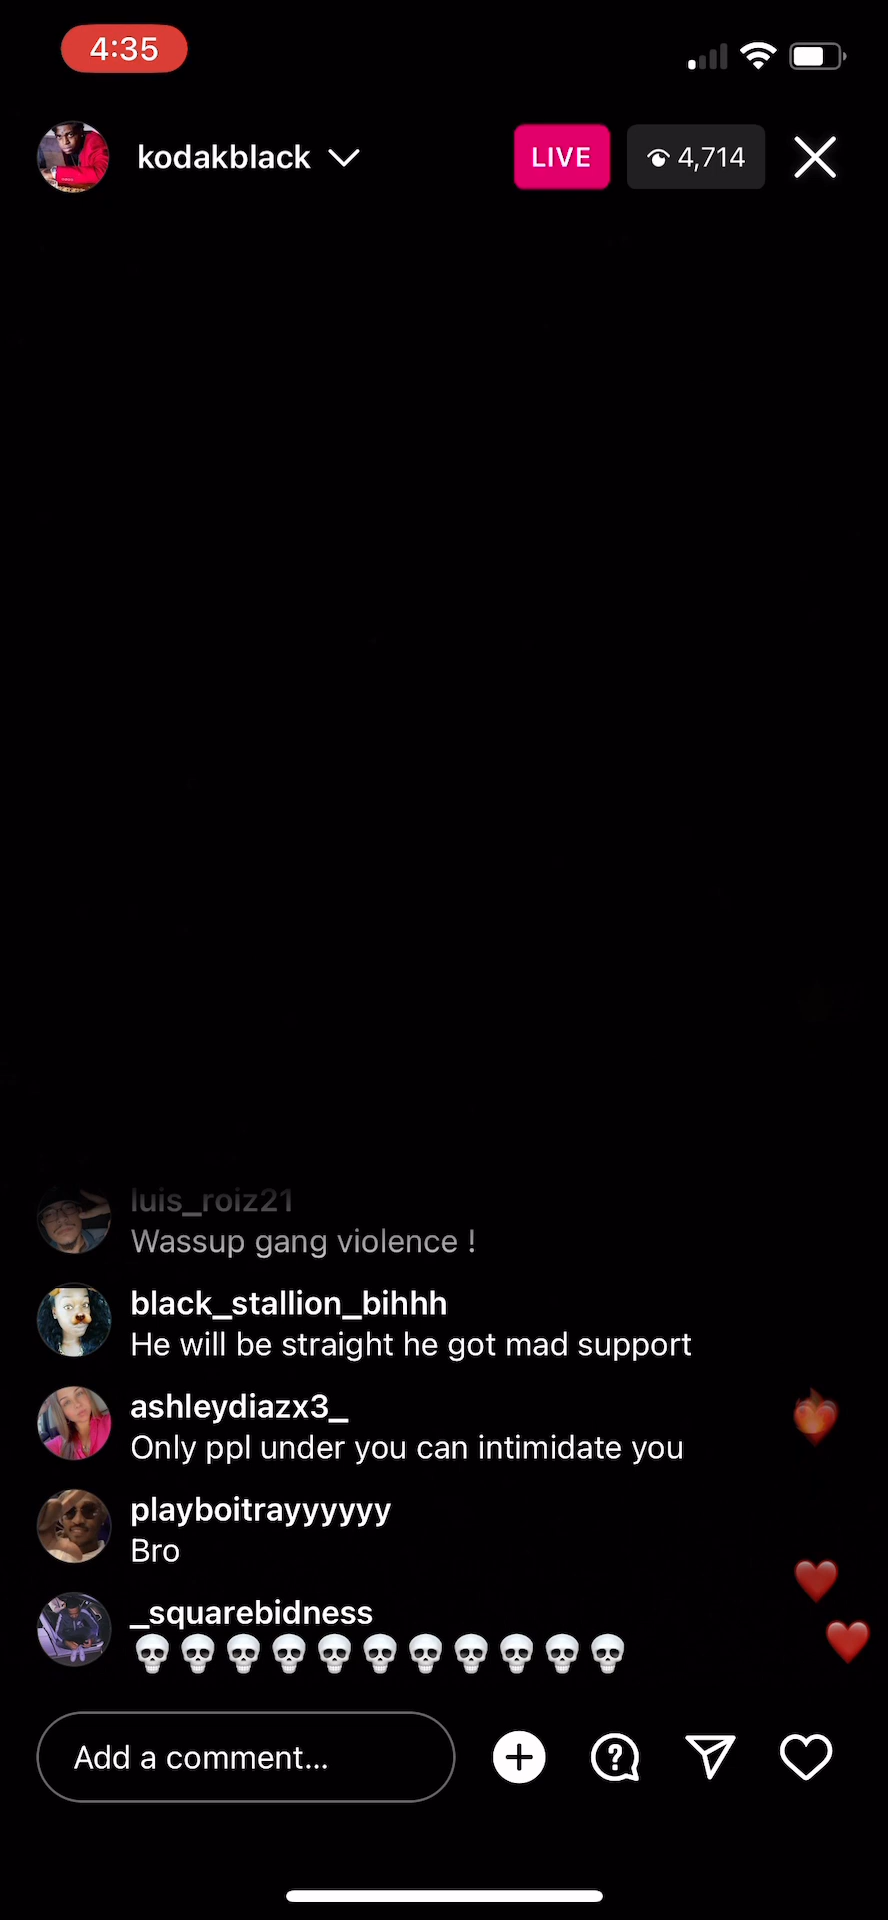 4:35
kodakblack
LIVE
4,714
luis_roiz21
Wassup gang violence !
black_stallion_bihhh
He will be straight he got mad support
ashleydiazx3_
Only ppl under you can intimidate you
playboitrayyyyyy
Bro
_squarebidness
💀💀💀💀💀💀💀💀💀💀💀
Add a comment...